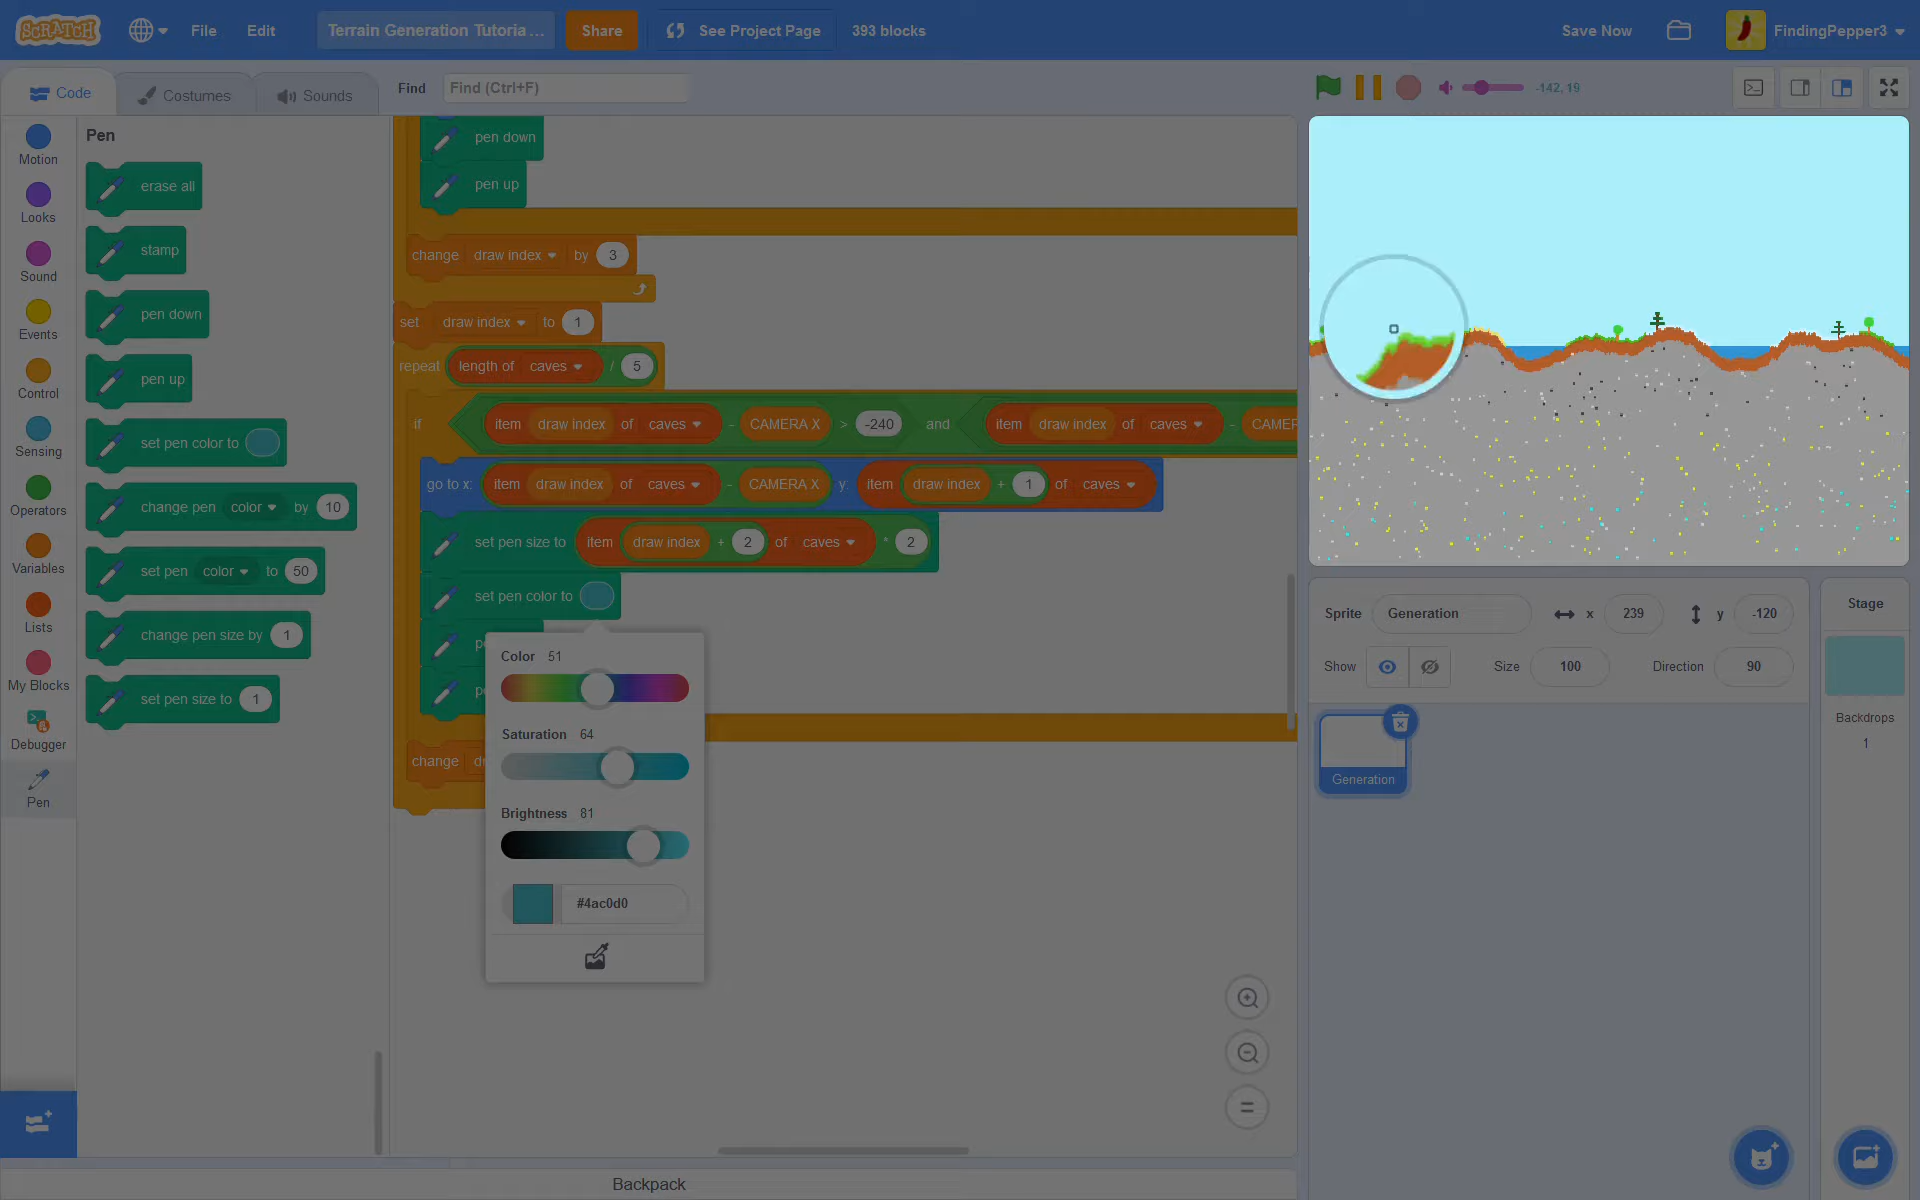 SCRATCH File Edit Terrain Generation Tutoria ... Share See Project Page 393 blocks Save Now FindingPepper3
Code Costumes Sounds Find Find (Ctrl+F) -142, 19
Motion
Looks
Sound
Events
Control
Sensing
Operators
Variables
Lists
My Blocks
Debugger
Pen
Pen
erase all
stamp
pen down
pen up
set pen color to
change pen color by 10
set pen color to 50
change pen size by 1
set pen size to 1
pen down
pen up
change draw index by 3
set draw index to 1
repeat length of caves / 5
if item draw index of caves - CAMERA X > -240 and item draw index of caves -
go to x: item draw index of caves - CAMERA X y: item draw index + 1 of caves
set pen size to item draw index + 2 of caves * 2
set pen color to
change
Color 51
Saturation 64
Brightness 81
#4ac0d0
Sprite Generation x 239 y -120
Show Size 100 Direction 90
Generation
Stage
Backdrops
1
Backpack